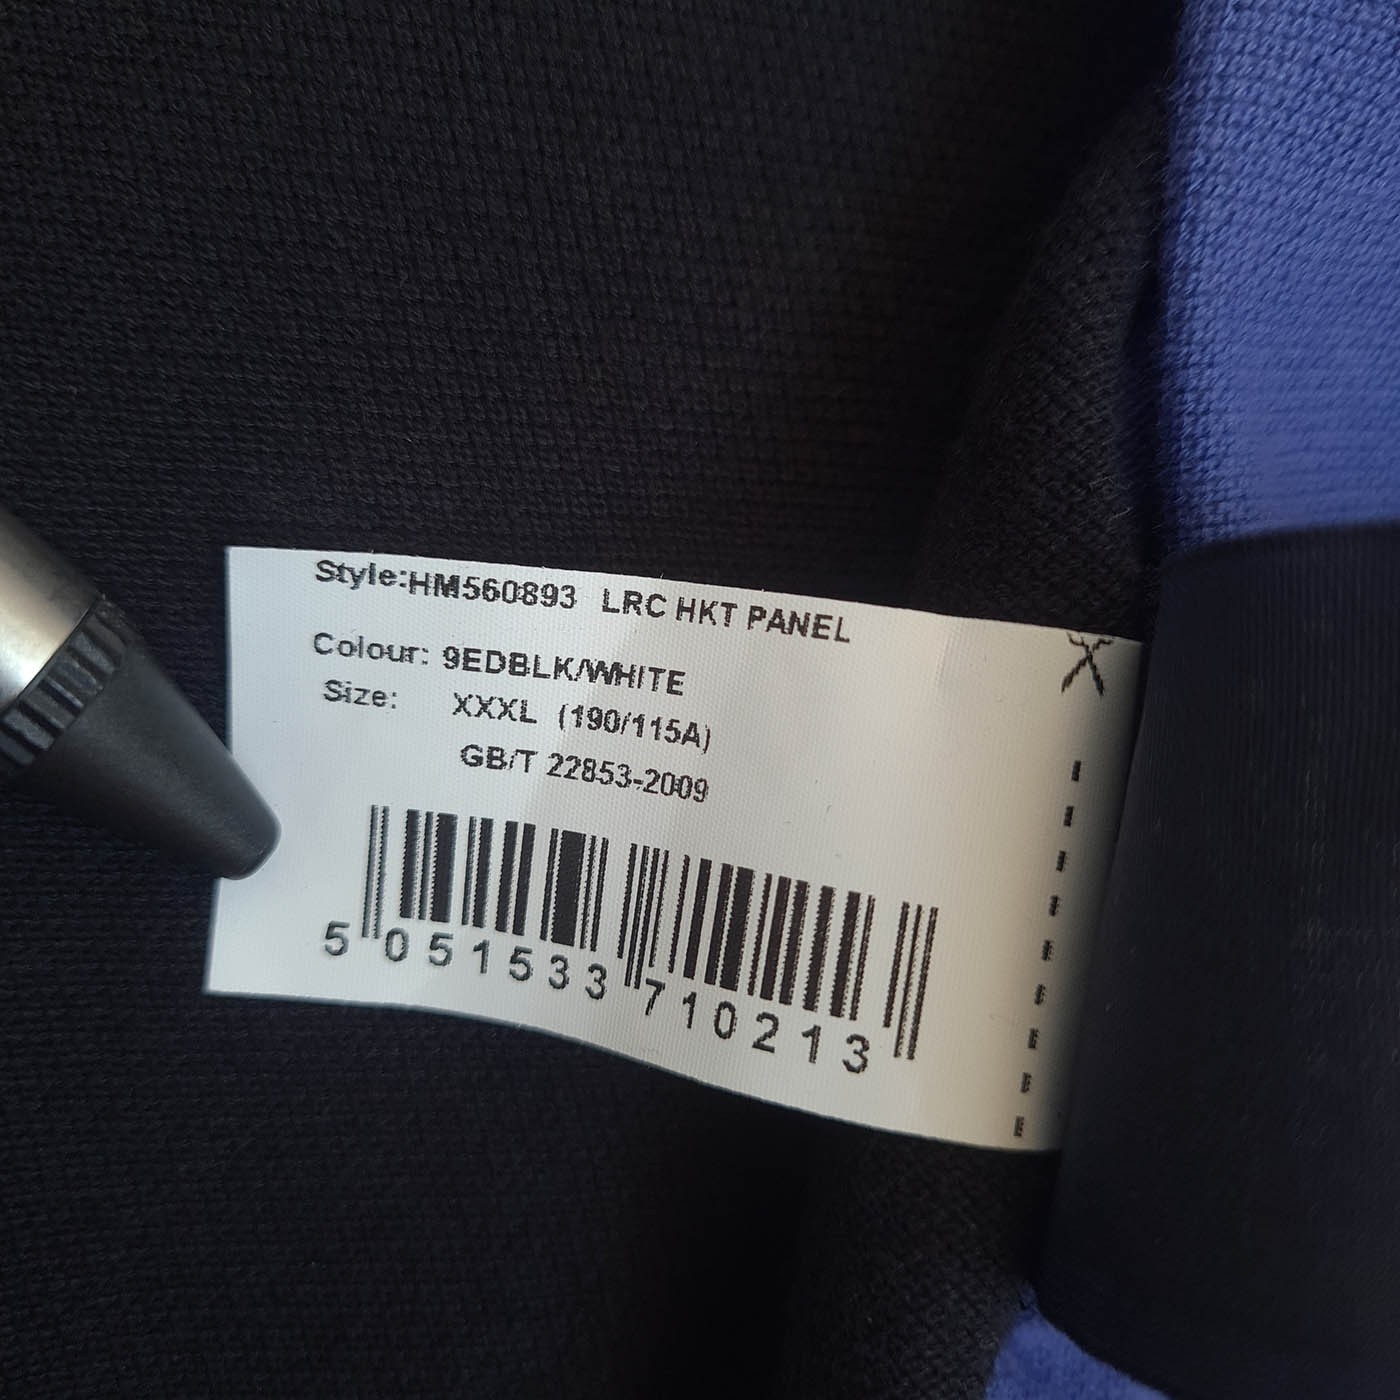 Style:HM560893 LRC HKT PANEL
Colour: 9EDBLK/WHITE
Size: XXXL (190/115A)
GB/T 22853-2009
5 051533 710213